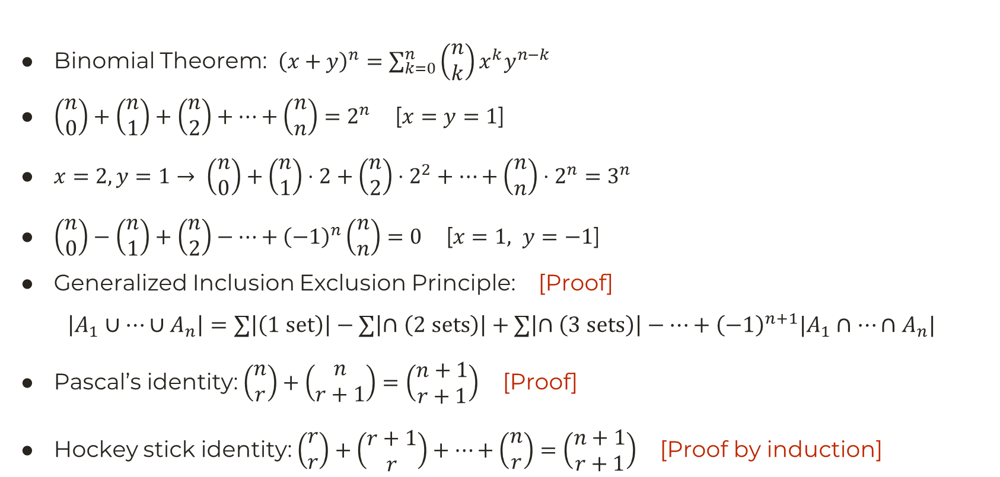 ● Binomial Theorem: $(x + y)^n = \sum_{k=0}^{n} \binom{n}{k} x^k y^{n-k}$
● $\binom{n}{0} + \binom{n}{1} + \binom{n}{2} + \cdots + \binom{n}{n} = 2^n$ $[x = y = 1]$
● $x = 2, y = 1 \rightarrow \binom{n}{0} + \binom{n}{1} \cdot 2 + \binom{n}{2} \cdot 2^2 + \cdots + \binom{n}{n} \cdot 2^n = 3^n$
● $\binom{n}{0} - \binom{n}{1} + \binom{n}{2} - \cdots + (-1)^n \binom{n}{n} = 0$ $[x = 1, \ y = -1]$
● Generalized Inclusion Exclusion Principle: [Proof]
$|A_1 \cup \cdots \cup A_n| = \sum|(1 \text{ set})| - \sum|\cap (2 \text{ sets})| + \sum|\cap (3 \text{ sets})| - \cdots + (-1)^{n+1}|A_1 \cap \cdots \cap A_n|$
● Pascal’s identity: $\binom{n}{r} + \binom{n}{r+1} = \binom{n+1}{r+1}$ [Proof]
● Hockey stick identity: $\binom{r}{r} + \binom{r+1}{r} + \cdots + \binom{n}{r} = \binom{n+1}{r+1}$ [Proof by induction]